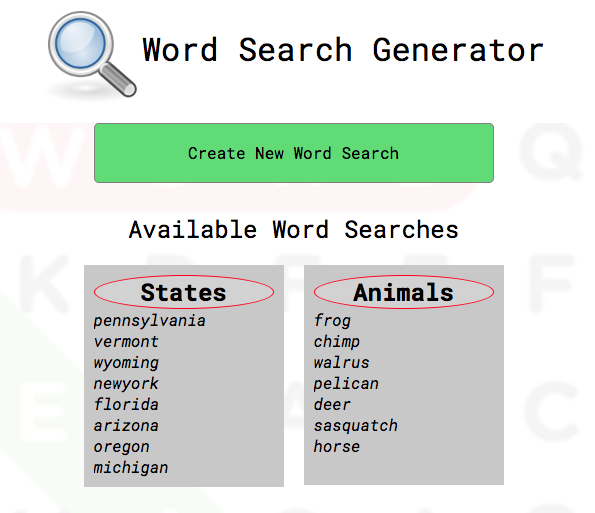 Word Search Generator
Create New Word Search
Available Word Searches
States
pennsylvania
vermont
wyoming
newyork
florida
arizona
oregon
michigan
Animals
frog
chimp
walrus
pelican
deer
sasquatch
horse